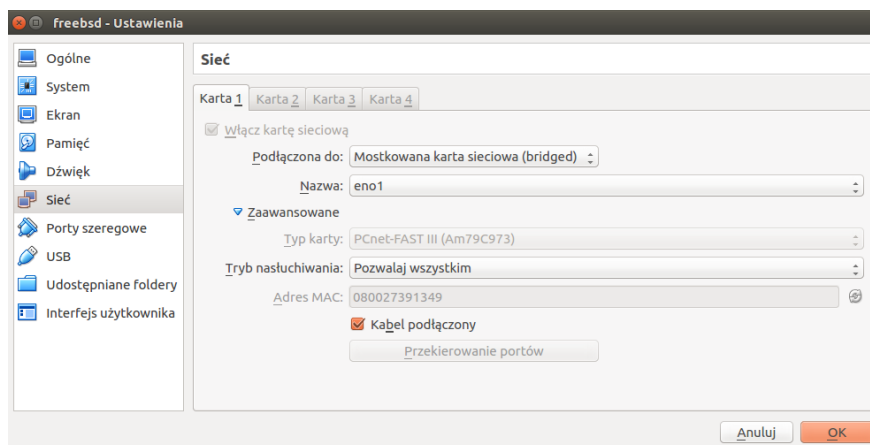 freebsd - Ustawienia
Ogólne
System
Ekran
Pamięć
Dźwięk
Sieć
Porty szeregowe
USB
Udostępniane foldery
Interfejs użytkownika
Sieć
Karta 1 Karta 2 Karta 3 Karta 4
Włącz kartę sieciową
Podłączona do: Mostkowana karta sieciowa (bridged)
Nazwa: eno1
Zaawansowane
Typ karty: PCnet-FAST III (Am79C973)
Tryb nasłuchiwania: Pozwalaj wszystkim
Adres MAC: 080027391349
Kabel podłączony
Przekierowanie portów
Anuluj OK